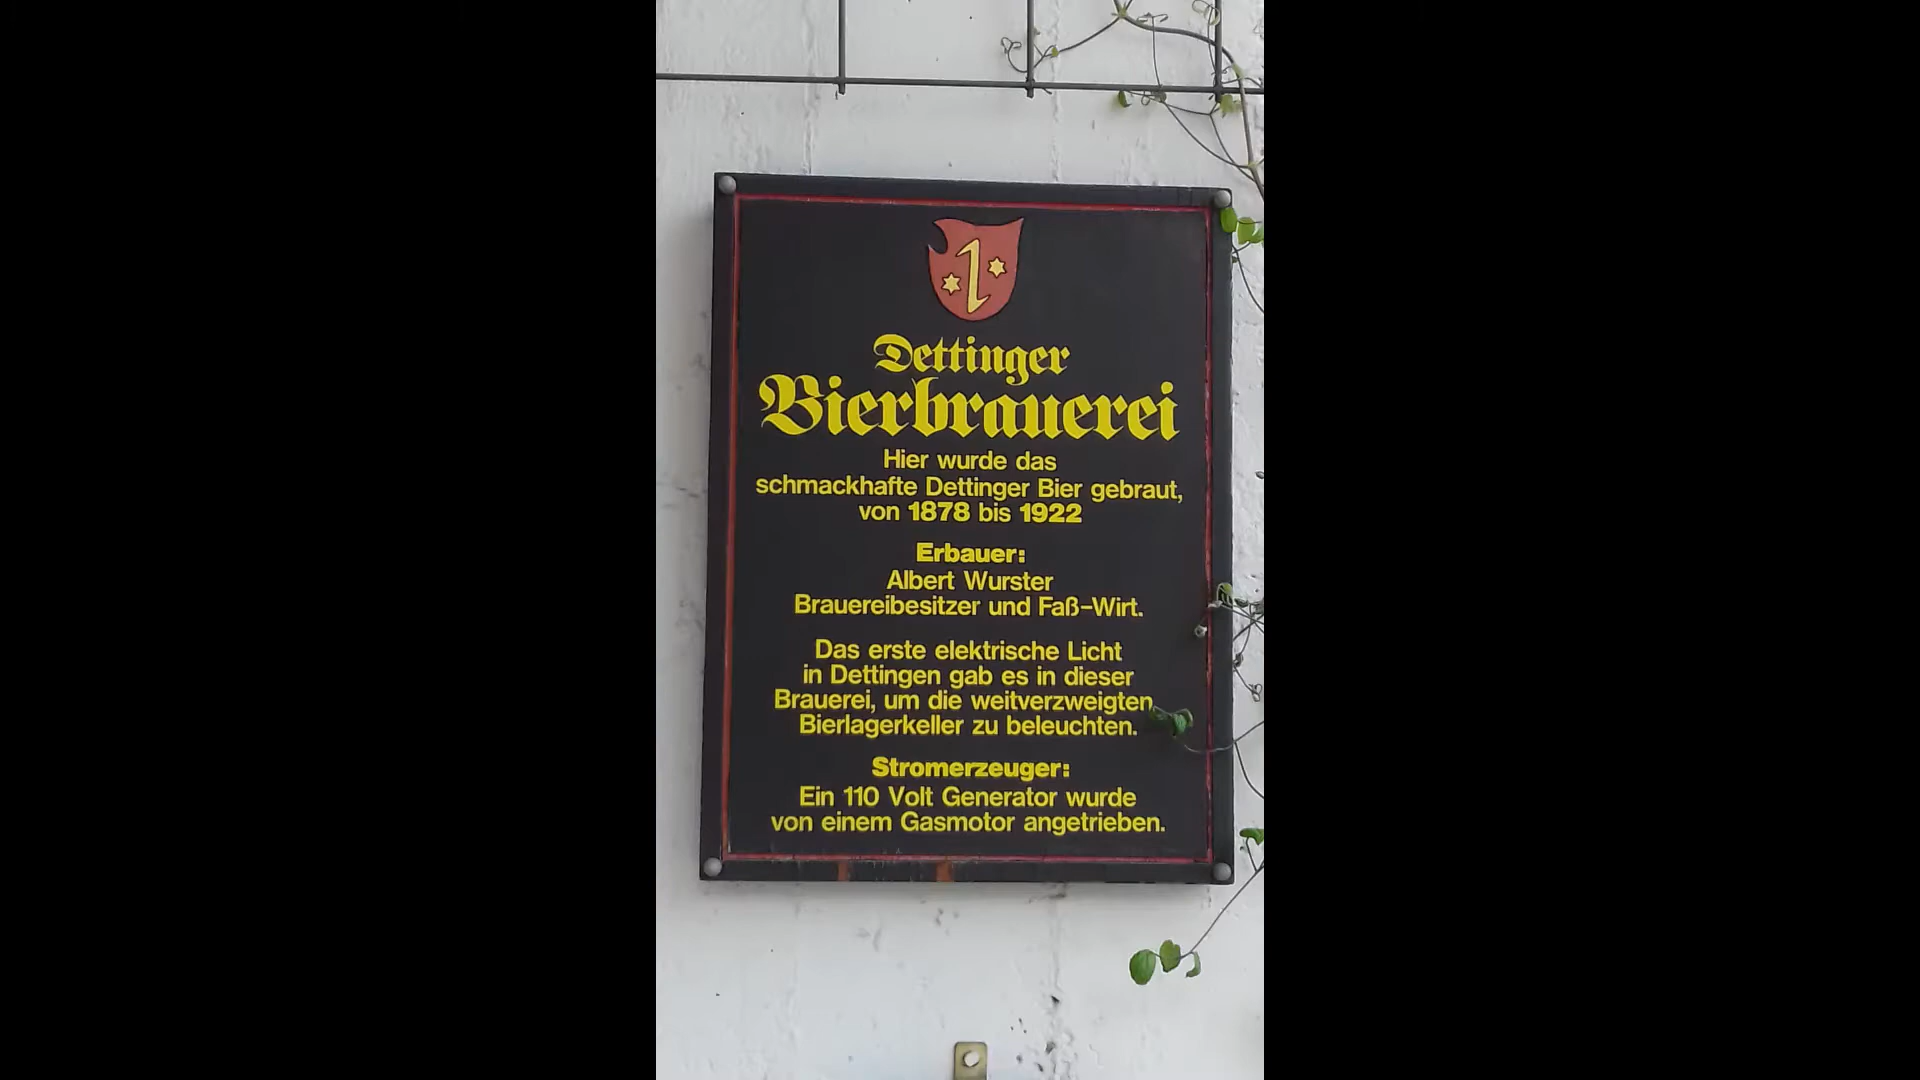 Dettinger
Bierbrauerei
Hier wurde das
schmackhafte Dettinger Bier gebraut,
von 1878 bis 1922
Erbauer:
Albert Wurster
Brauereibesitzer und Faß-Wirt.
Das erste elektrische Licht
in Dettingen gab es in dieser
Brauerei, um die weitverzweigten
Bierlagerkeller zu beleuchten.
Stromerzeuger:
Ein 110 Volt Generator wurde
von einem Gasmotor angetrieben.